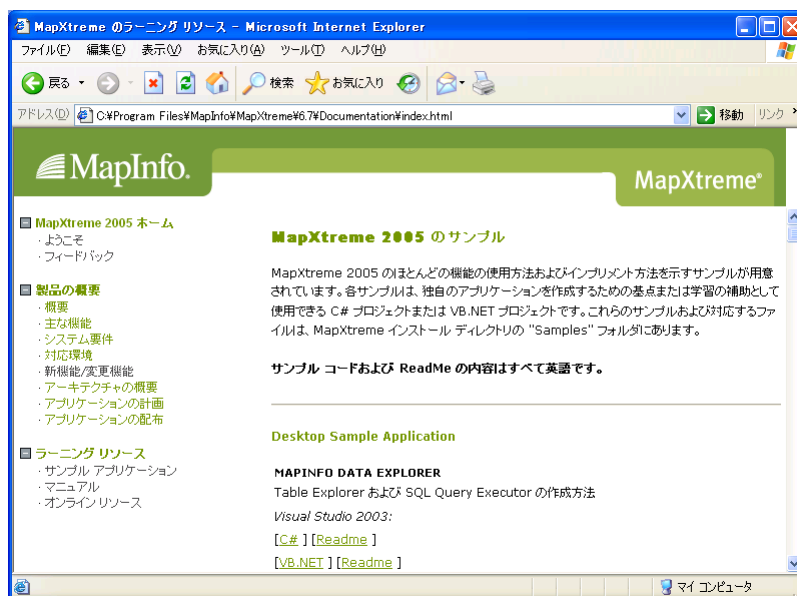 MapXtreme のラーニング リソース - Microsoft Internet Explorer
ファイル(F) 編集(E) 表示(V) お気に入り(A) ツール(T) ヘルプ(H)
戻る 検索 お気に入り
アドレス(D) C:¥Program Files¥MapInfo¥MapXtreme¥6.7¥Documentation¥index.html 移動 リンク »
MapInfo.
MapXtreme®
MapXtreme 2005 ホーム
・ようこそ
・フィードバック
製品の概要
・概要
・主な機能
・システム要件
・対応環境
・新機能/変更機能
・アーキテクチャの概要
・アプリケーションの計画
・アプリケーションの配布
ラーニング リソース
・サンプル アプリケーション
・マニュアル
・オンライン リソース
MapXtreme 2005 のサンプル
MapXtreme 2005 のほとんどの機能の使用方法およびインプリメント方法を示すサンプルが用意
されています。各サンプルは、独自のアプリケーションを作成するための基点または学習の補助として
使用できる C# プロジェクトまたは VB.NET プロジェクトです。これらのサンプルおよび対応するファ
イルは、MapXtreme インストール ディレクトリの "Samples" フォルダにあります。
サンプル コードおよび ReadMe の内容はすべて英語です。
Desktop Sample Application
MAPINFO DATA EXPLORER
Table Explorer および SQL Query Executor の作成方法
Visual Studio 2003:
[C# ] [Readme ]
[VB.NET ] [Readme ]
マイ コンピュータ